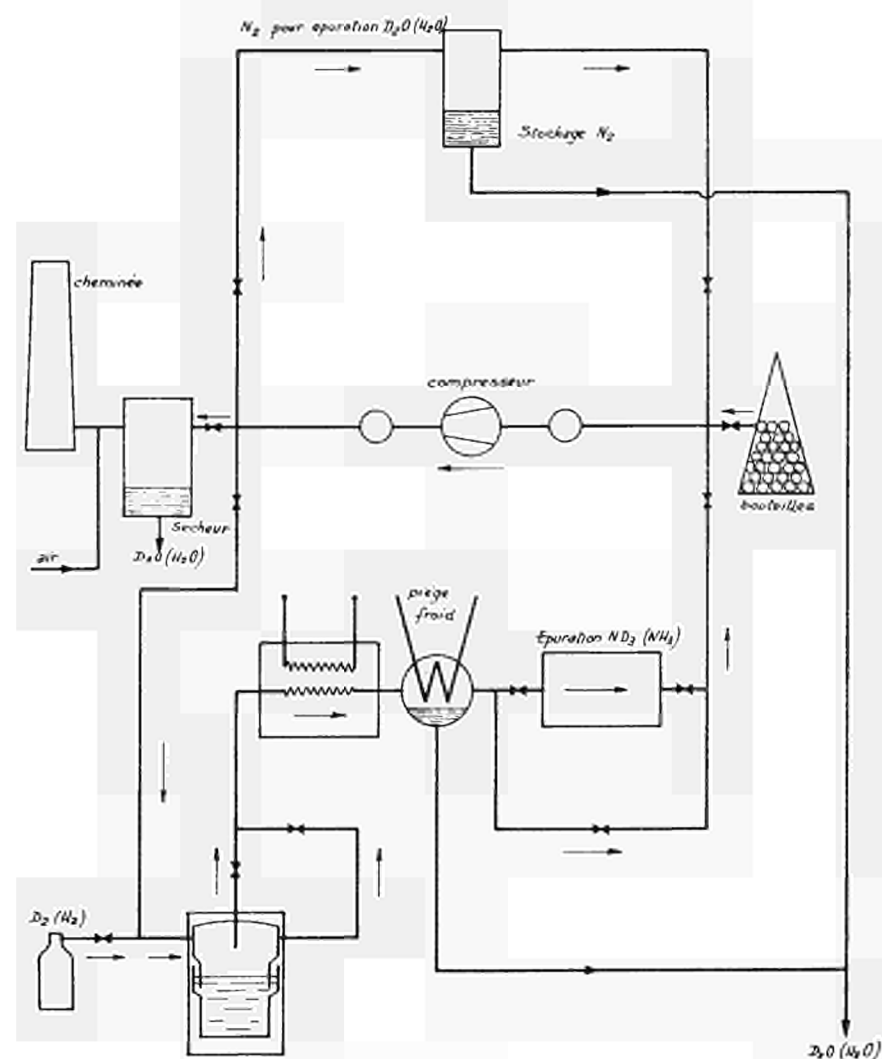 N₂ pour epuration D₂O (H₂O)
Stockage N₂
cheminée
compresseur
bouteilles
Sécheur
D₂O (H₂O)
air
piège
froid
Epuration ND₃ (NH₃)
D₂ (H₂)
D₂O (H₂O)